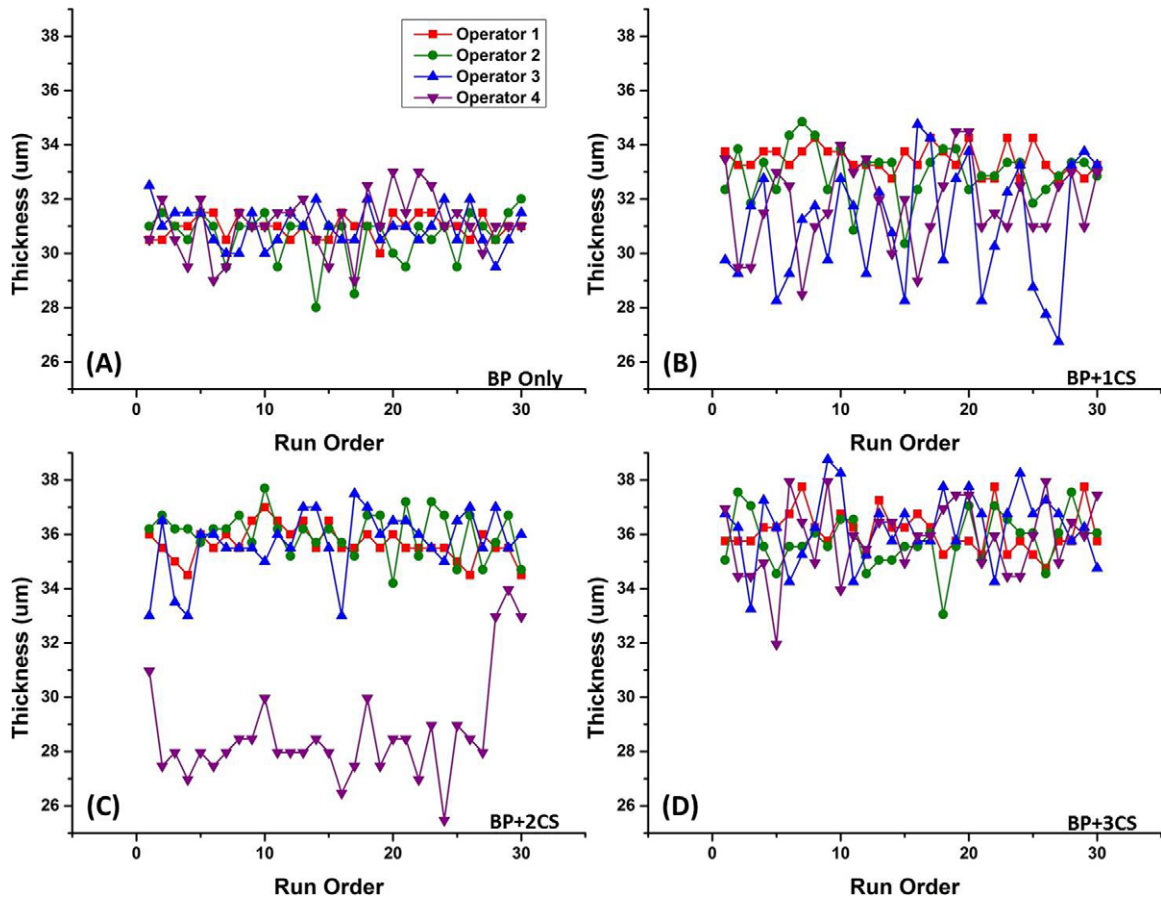 Operator 1
Operator 2
Operator 3
Operator 4
38
36
34
32
30
28
26
Thickness (um)
(A)
BP Only
0
10
20
30
Run Order
38
36
34
32
30
28
26
Thickness (um)
(B)
BP+1CS
0
10
20
30
Run Order
38
36
34
32
30
28
26
Thickness (um)
(C)
BP+2CS
0
10
20
30
Run Order
38
36
34
32
30
28
26
Thickness (um)
(D)
BP+3CS
0
10
20
30
Run Order